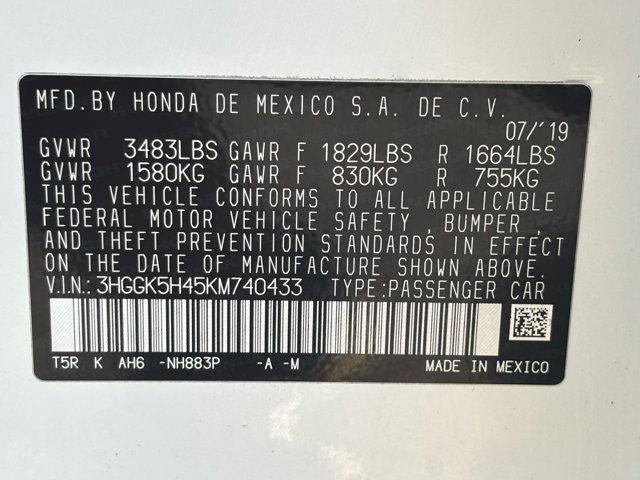 MFD.BY HONDA DE MEXICO S.A. DE C.V.
07/'19
GVWR 3483LBS GAWR F 1829LBS R 1664LBS
GVWR 1580KG GAWR F 830KG R 755KG
THIS VEHICLE CONFORMS TO ALL APPLICABLE
FEDERAL MOTOR VEHICLE SAFETY , BUMPER ,
AND THEFT PREVENTION STANDARDS IN EFFECT
ON THE DATE OF MANUFACTURE SHOWN ABOVE.
V.I.N.: 3HGGK5H45KM740433 TYPE:PASSENGER CAR
T5R K AH6 -NH883P -A -M MADE IN MEXICO